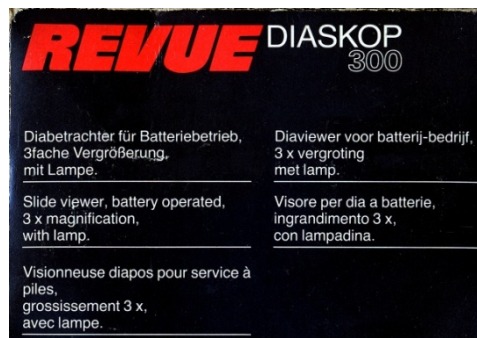 REVUE DIASKOP
300
Diabetrachter für Batteriebetrieb,
3fache Vergrößerung,
mit Lampe.
Slide viewer, battery operated,
3 x magnification,
with lamp.
Visionneuse diapos pour service à
piles,
grossissement 3 x,
avec lampe.
Diaviewer voor batterij-bedrijf,
3 x vergroting
met lamp.
Visore per dia a batterie,
ingrandimento 3 x,
con lampadina.